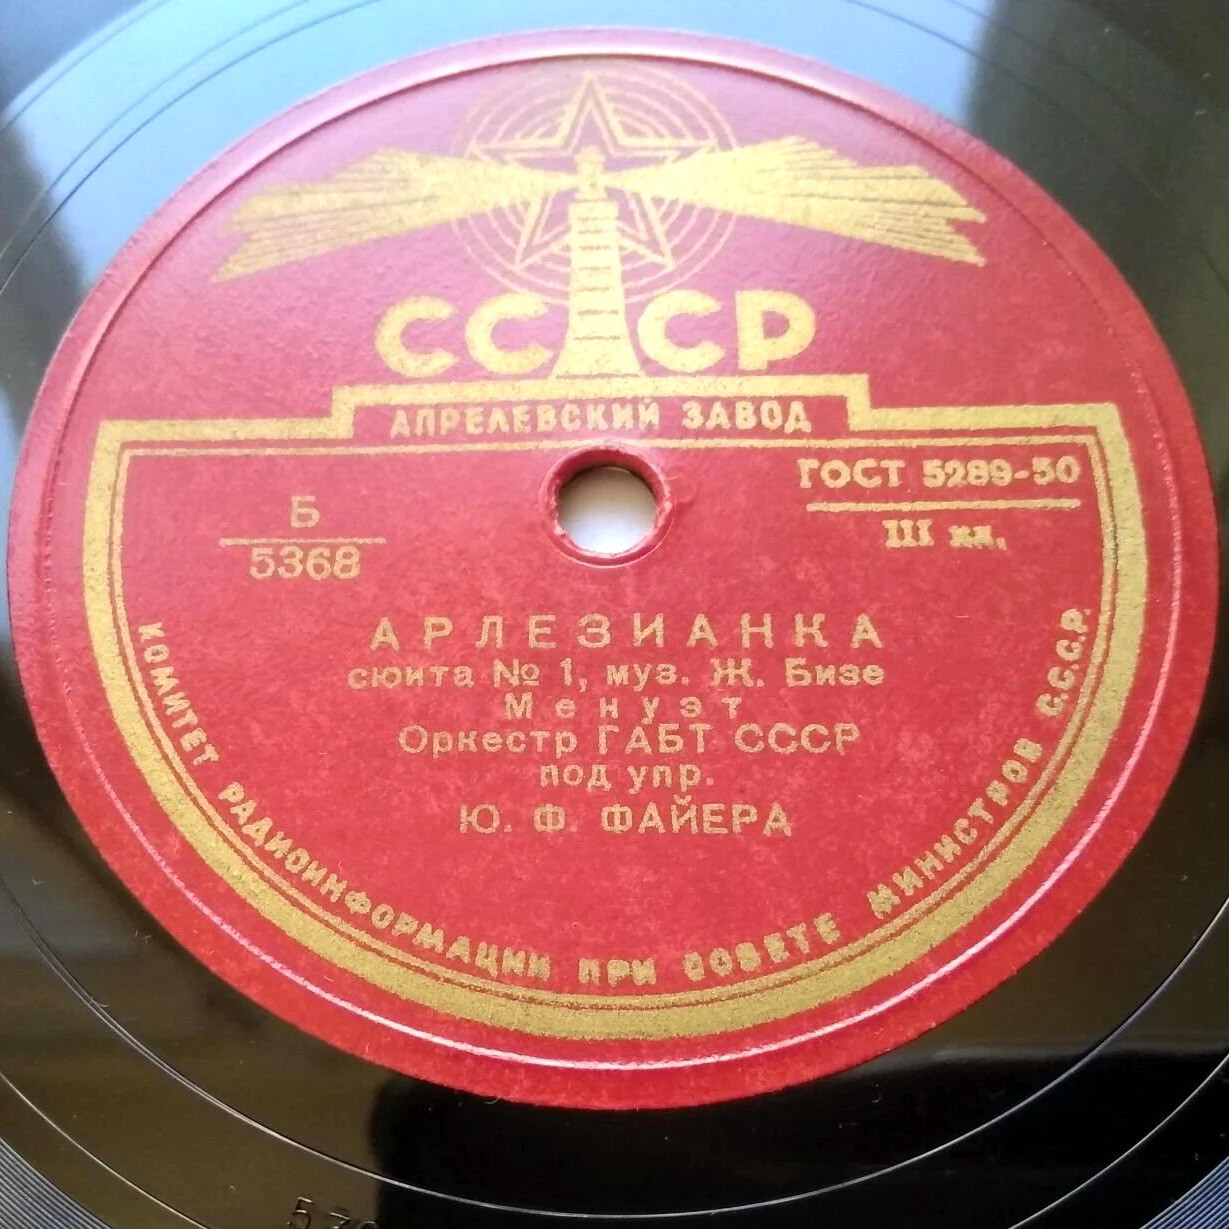 СССР
АПРЕЛЕВСКИЙ ЗАВОД
ГОСТ 5289-50
III кл.
Б
5368
АРЛЕЗИАНКА
сюита № 1, муз. Ж. Бизе
Менуэт
Оркестр ГАБТ СССР
под упр.
Ю. Ф. ФАЙЕРА
КОМИТЕТ РАДИОИНФОРМАЦИИ ПРИ СОВЕТЕ МИНИСТРОВ С.С.С.Р.